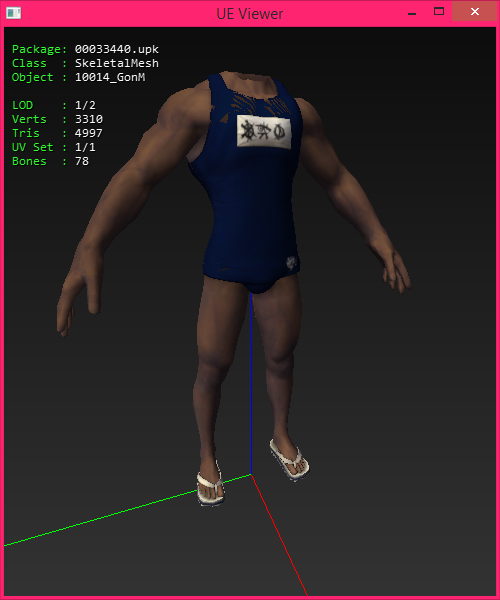 UE Viewer
Package: 00033440.upk
Class : SkeletalMesh
Object : 10014_GonM
LOD : 1/2
Verts : 3310
Tris : 4997
UV Set : 1/1
Bones : 78